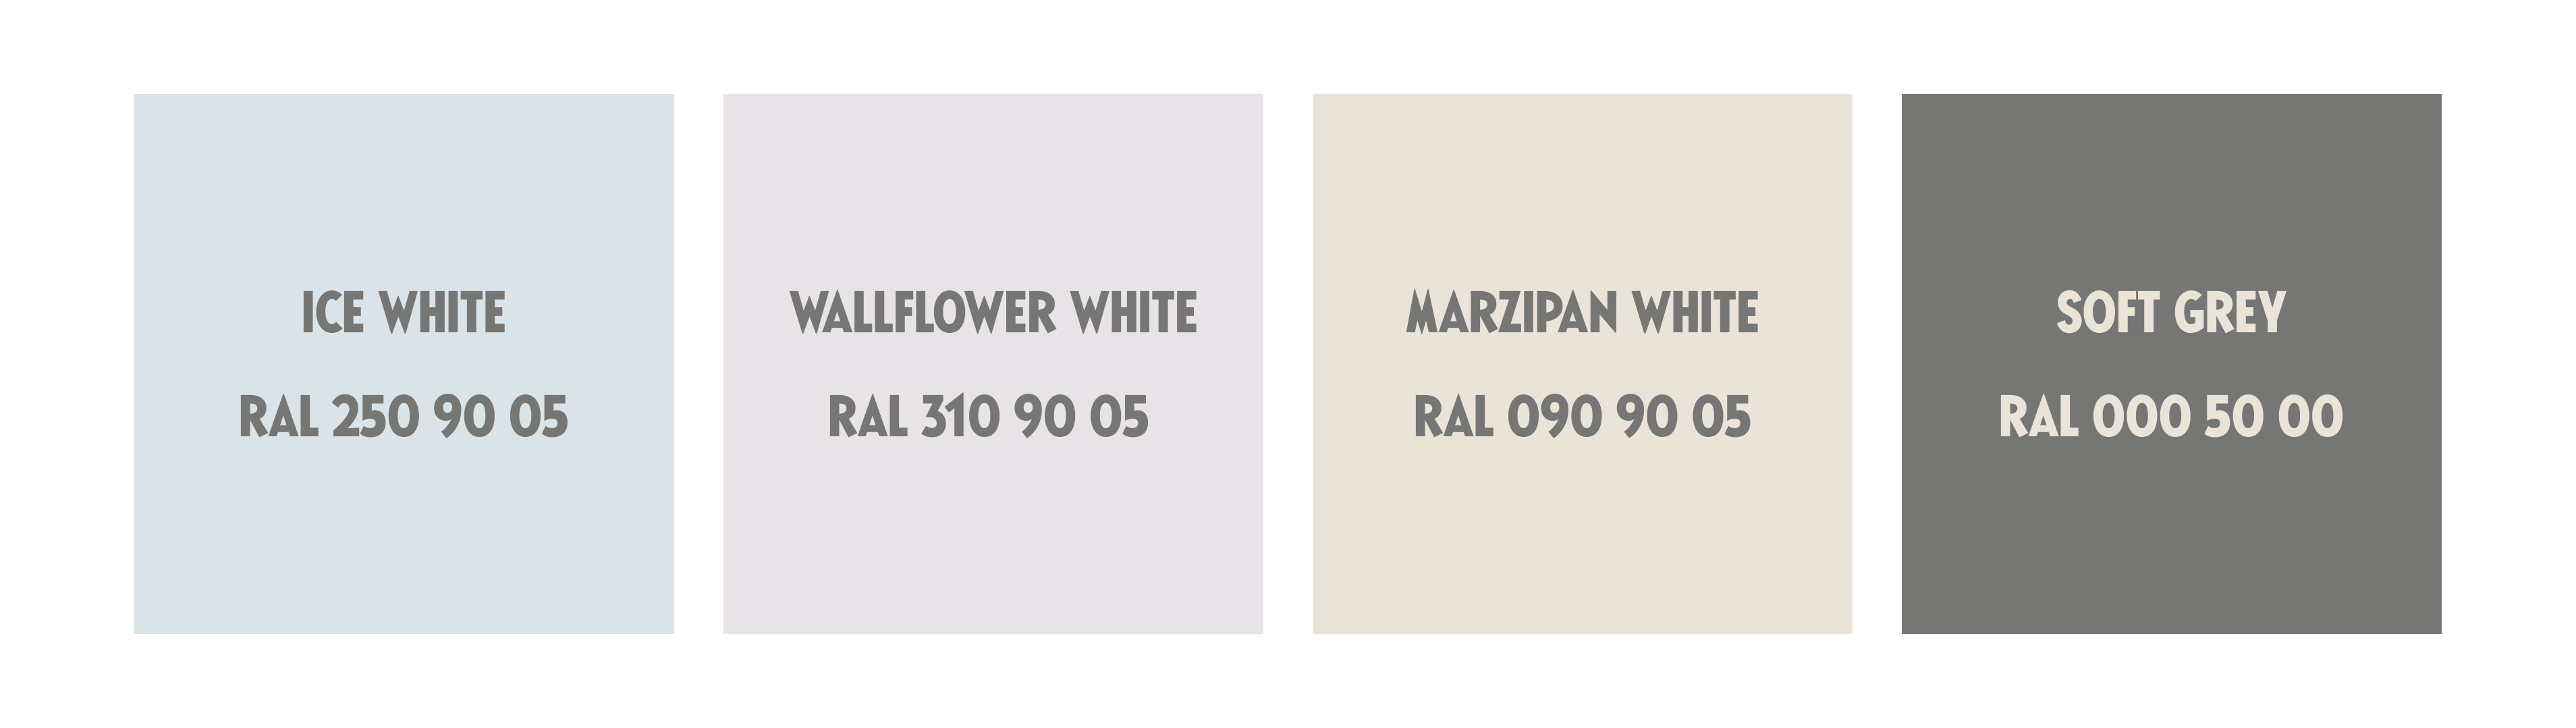 ICE WHITE
RAL 250 90 05
WALLFLOWER WHITE
RAL 310 90 05
MARZIPAN WHITE
RAL 090 90 05
SOFT GREY
RAL 000 50 00